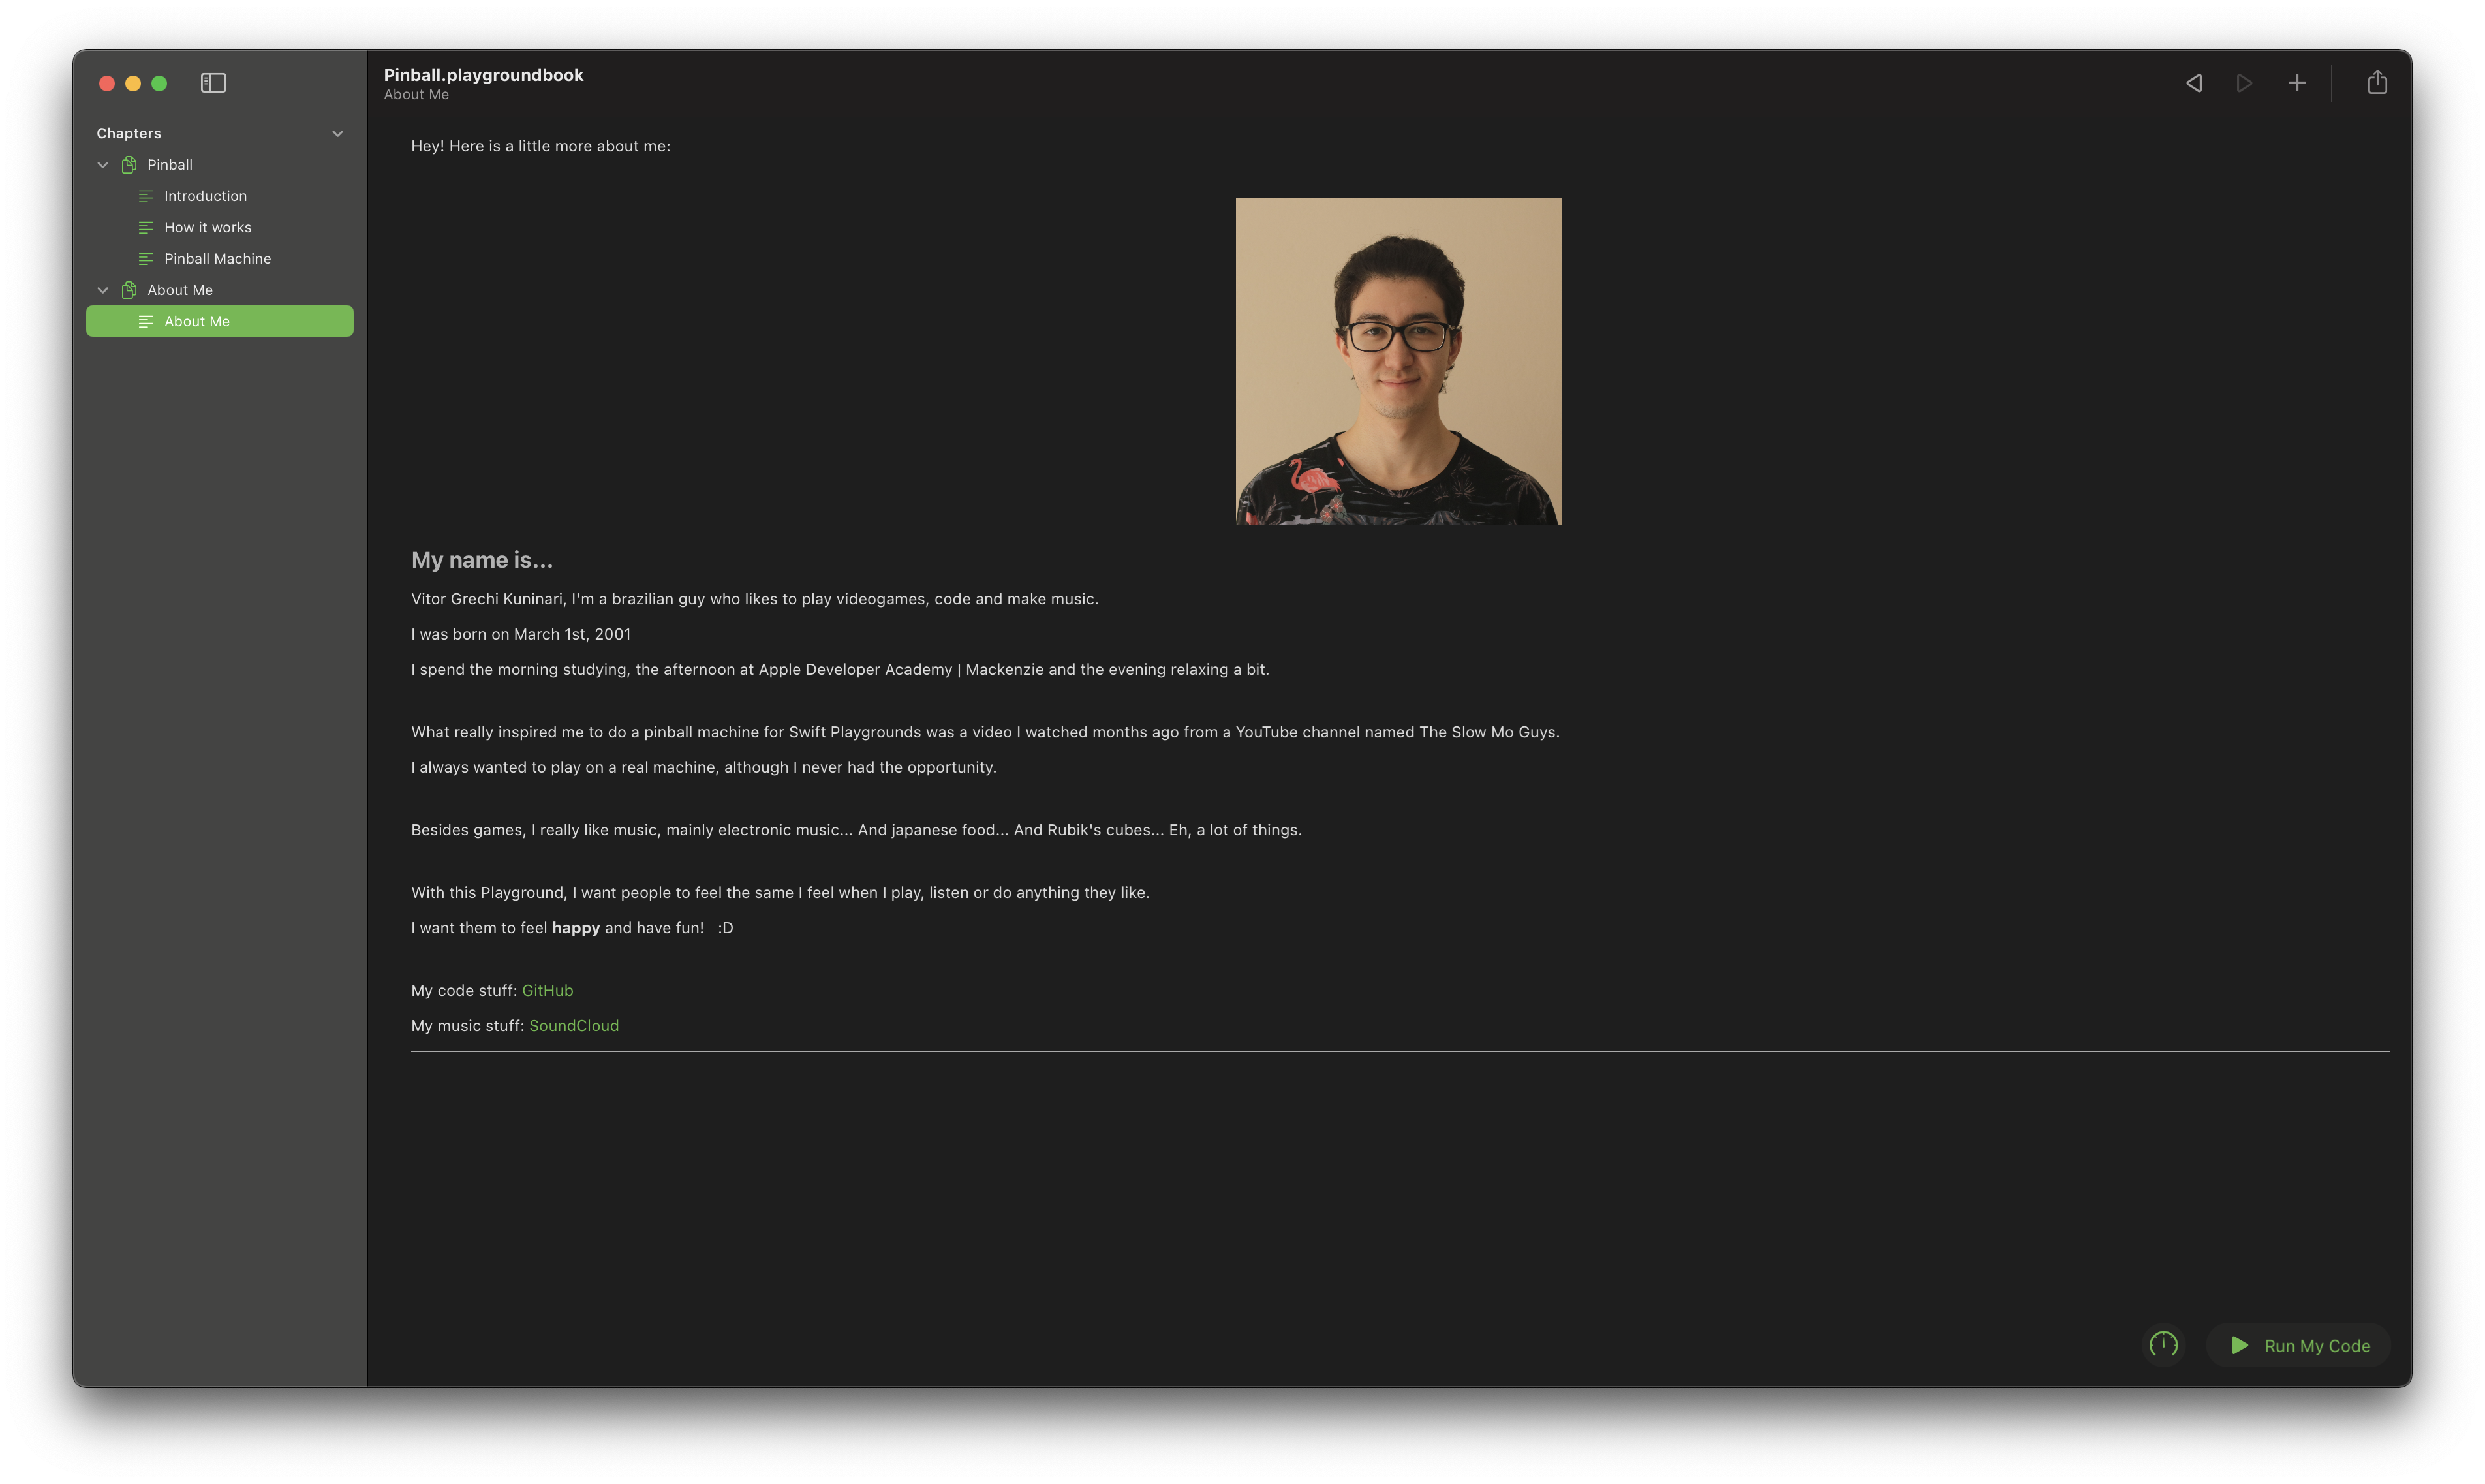 Pinball.playgroundbook
About Me
Chapters
Pinball
Introduction
How it works
Pinball Machine
About Me
About Me
Hey! Here is a little more about me:
My name is...
Vitor Grechi Kuninari, I'm a brazilian guy who likes to play videogames, code and make music.
I was born on March 1st, 2001
I spend the morning studying, the afternoon at Apple Developer Academy | Mackenzie and the evening relaxing a bit.
What really inspired me to do a pinball machine for Swift Playgrounds was a video I watched months ago from a YouTube channel named The Slow Mo Guys.
I always wanted to play on a real machine, although I never had the opportunity.
Besides games, I really like music, mainly electronic music... And japanese food... And Rubik's cubes... Eh, a lot of things.
With this Playground, I want people to feel the same I feel when I play, listen or do anything they like.
I want them to feel happy and have fun!   :D
My code stuff: GitHub
My music stuff: SoundCloud
Run My Code